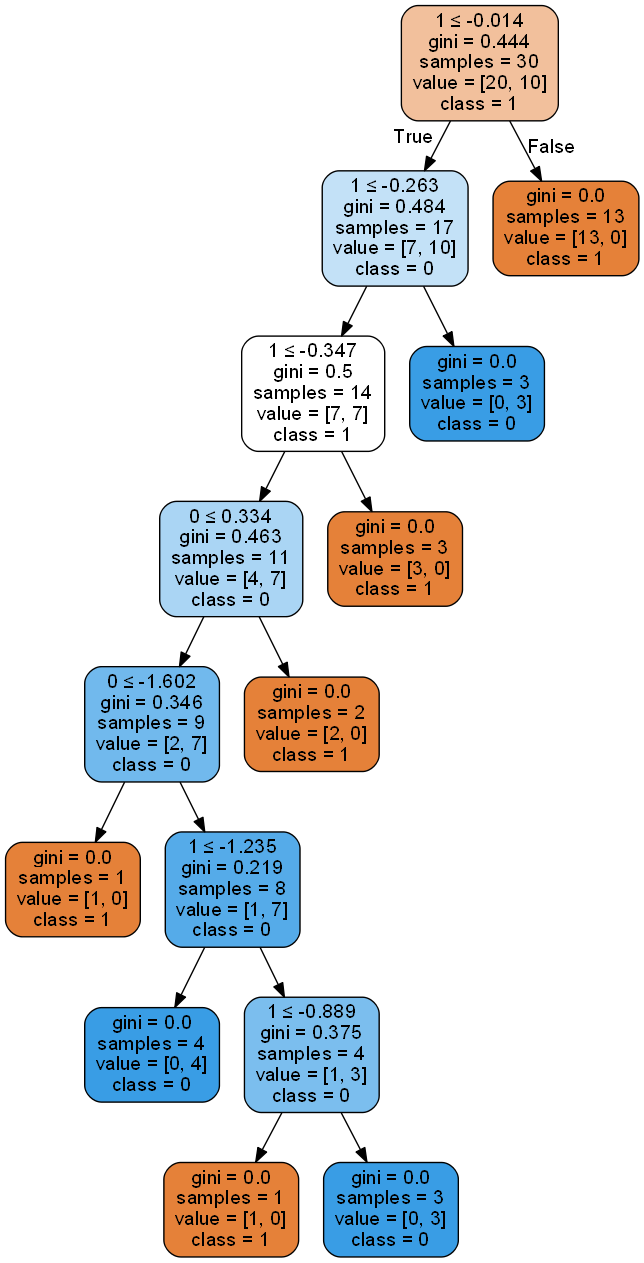 1 ≤ -0.014
gini = 0.444
samples = 30
value = [20, 10]
class = 1
True
False
1 ≤ -0.263
gini = 0.484
samples = 17
value = [7, 10]
class = 0
gini = 0.0
samples = 13
value = [13, 0]
class = 1
1 ≤ -0.347
gini = 0.5
samples = 14
value = [7, 7]
class = 1
gini = 0.0
samples = 3
value = [0, 3]
class = 0
0 ≤ 0.334
gini = 0.463
samples = 11
value = [4, 7]
class = 0
gini = 0.0
samples = 3
value = [3, 0]
class = 1
0 ≤ -1.602
gini = 0.346
samples = 9
value = [2, 7]
class = 0
gini = 0.0
samples = 2
value = [2, 0]
class = 1
gini = 0.0
samples = 1
value = [1, 0]
class = 1
1 ≤ -1.235
gini = 0.219
samples = 8
value = [1, 7]
class = 0
gini = 0.0
samples = 4
value = [0, 4]
class = 0
1 ≤ -0.889
gini = 0.375
samples = 4
value = [1, 3]
class = 0
gini = 0.0
samples = 1
value = [1, 0]
class = 1
gini = 0.0
samples = 3
value = [0, 3]
class = 0